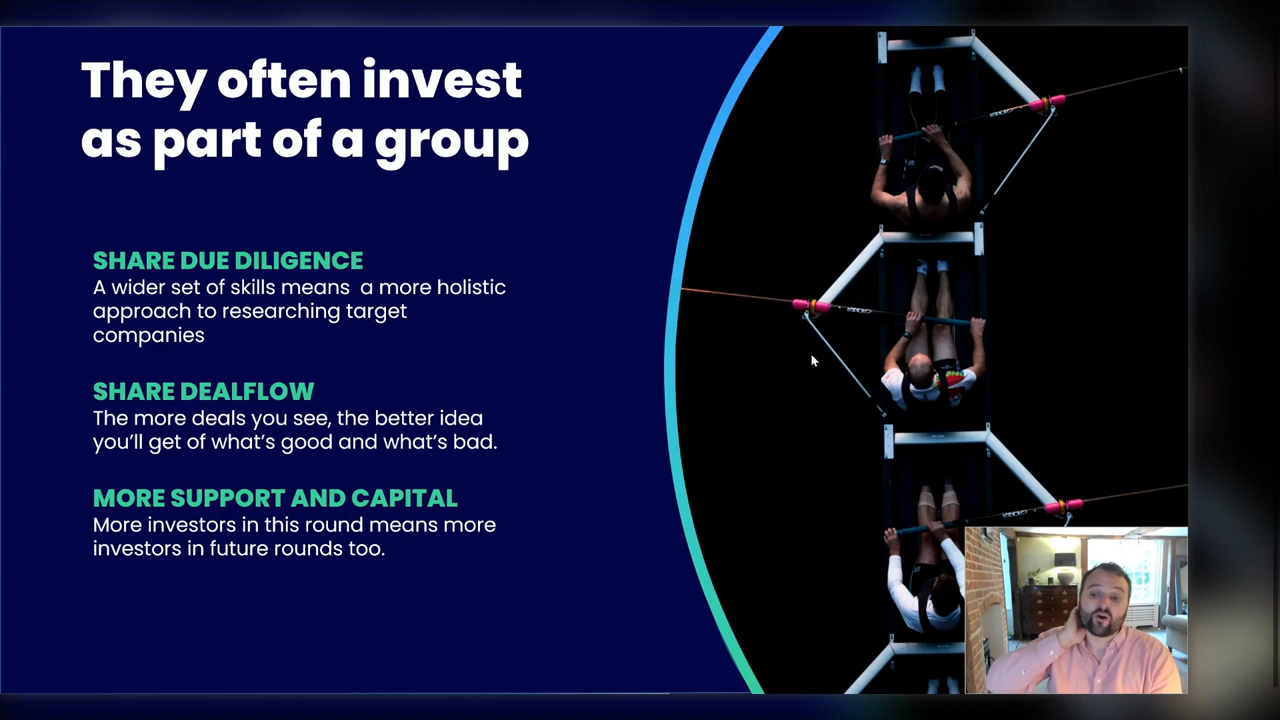 They often invest
as part of a group
SHARE DUE DILIGENCE
A wider set of skills means  a more holistic
approach to researching target
companies
SHARE DEALFLOW
The more deals you see, the better idea
you'll get of what's good and what's bad.
MORE SUPPORT AND CAPITAL
More investors in this round means more
investors in future rounds too.